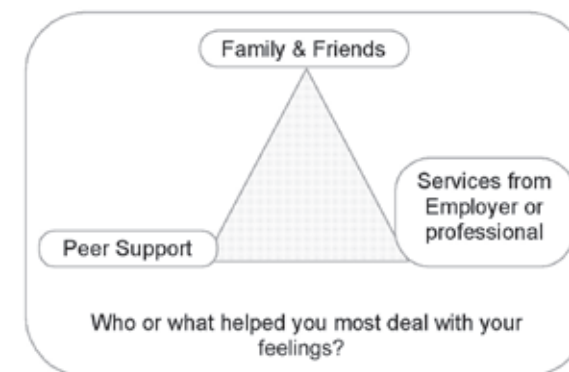 Family & Friends
Services from
Employer or
professional
Peer Support
Who or what helped you most deal with your
feelings?